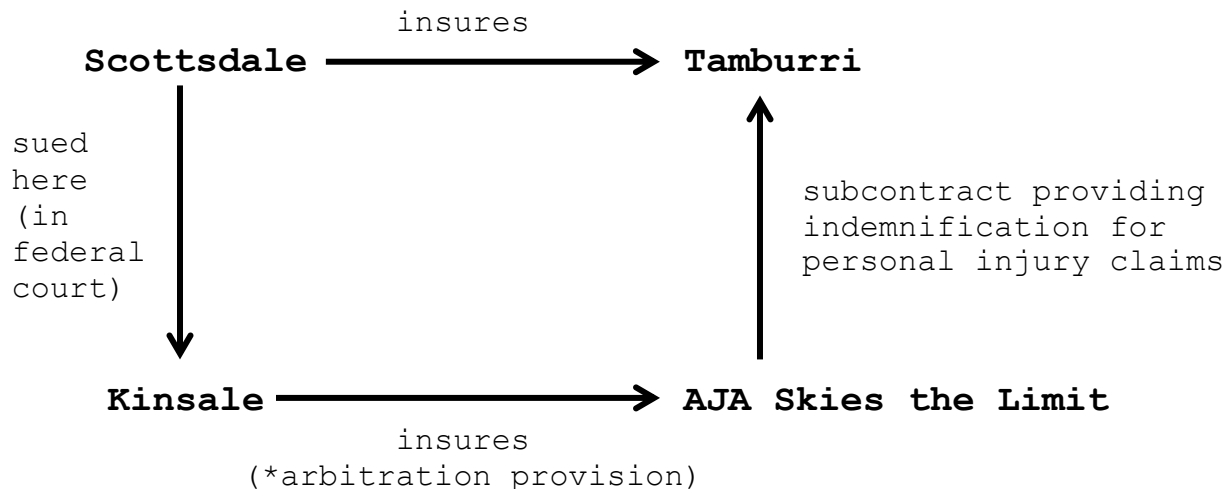 insures
Scottsdale
Tamburri
sued
here
(in
federal
court)
subcontract providing
indemnification for
personal injury claims
Kinsale
AJA Skies the Limit
insures
(*arbitration provision)